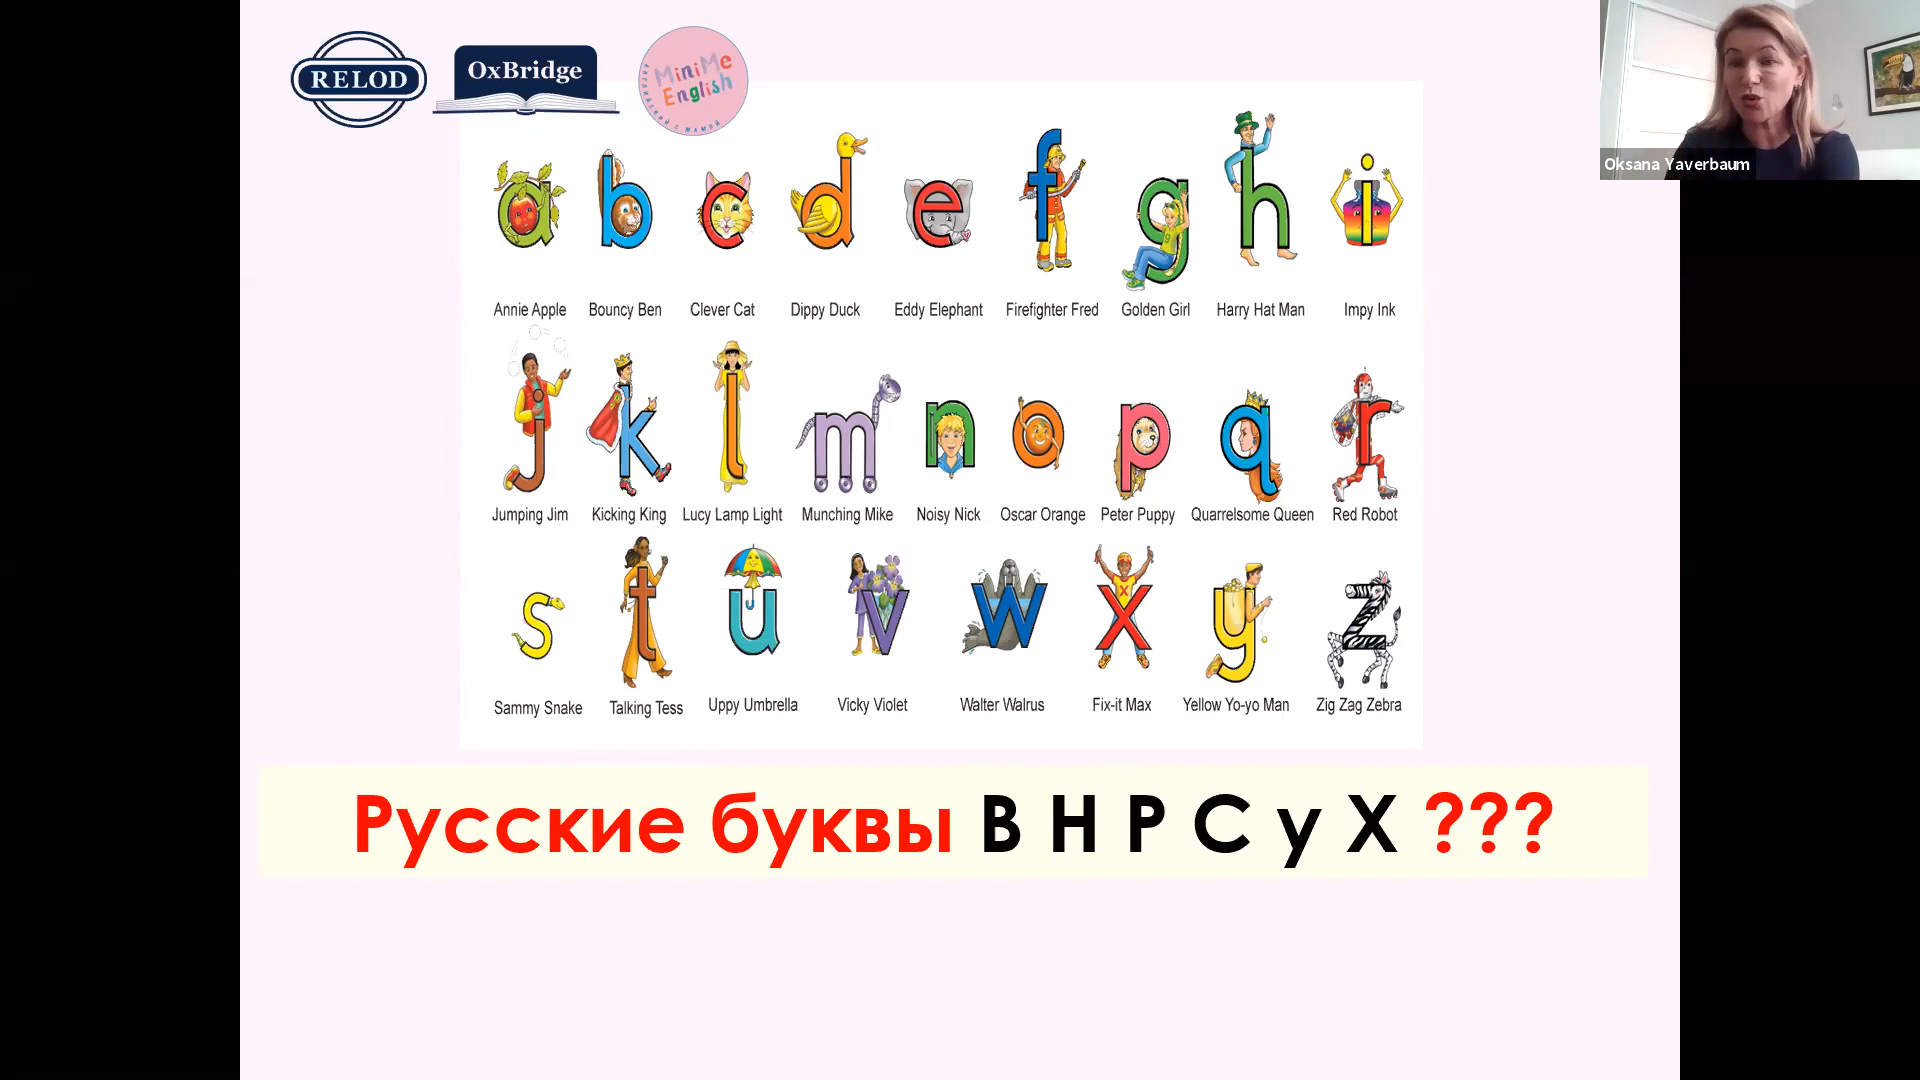 RELOD
OxBridge
MiniMe
English
английский с мамой
Oksana Yaverbaum
a b c d e f g h i
Annie Apple Bouncy Ben Clever Cat Dippy Duck Eddy Elephant Firefighter Fred Golden Girl Harry Hat Man Impy Ink
j k l m n o p q r
Jumping Jim Kicking King Lucy Lamp Light Munching Mike Noisy Nick Oscar Orange Peter Puppy Quarrelsome Queen Red Robot
s t u v w x y z
Sammy Snake Talking Tess Uppy Umbrella Vicky Violet Walter Walrus Fix-it Max Yellow Yo-yo Man Zig Zag Zebra
Русские буквы В Н Р С у Х ???